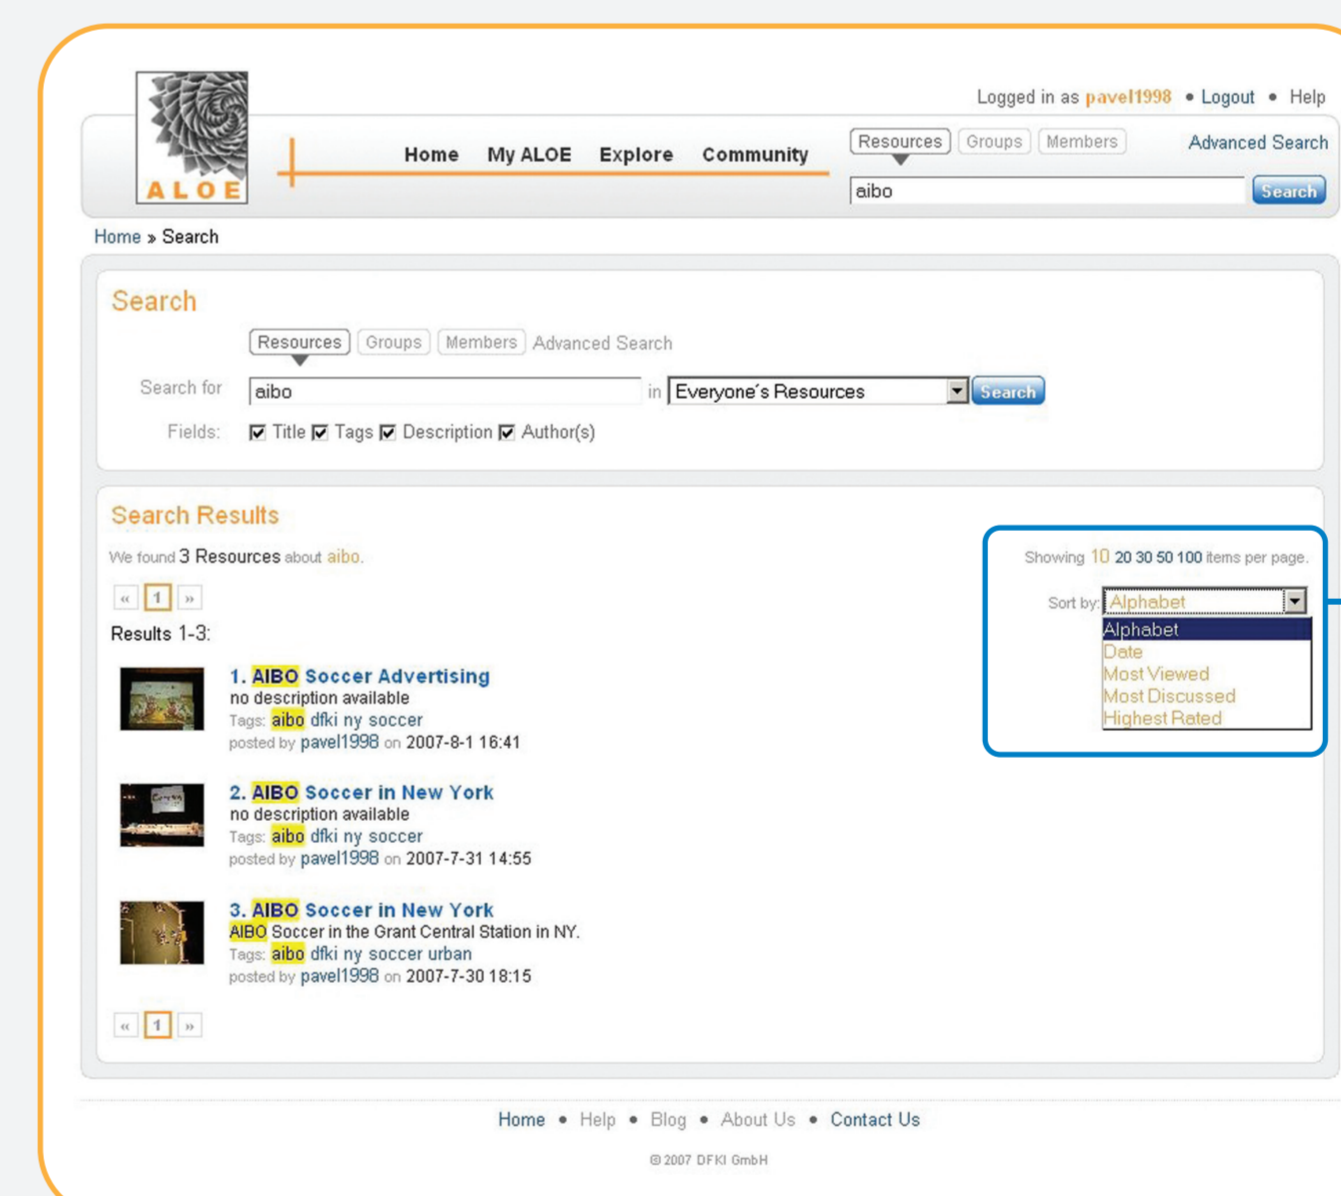 ALOE
Logged in as pavel1998 • Logout • Help
Home My ALOE Explore Community
Resources Groups Members Advanced Search
aibo Search
Home » Search
Search
Resources Groups Members Advanced Search
Search for aibo in Everyone´s Resources Search
Fields: Title Tags Description Author(s)
Search Results
We found 3 Resources about aibo.
Showing 10 20 30 50 100 items per page.
« 1 »
Sort by: Alphabet
Alphabet
Date
Most Viewed
Most Discussed
Highest Rated
Results 1-3:
1. AIBO Soccer Advertising
no description available
Tags: aibo dfki ny soccer
posted by pavel1998 on 2007-8-1 16:41
2. AIBO Soccer in New York
no description available
Tags: aibo dfki ny soccer
posted by pavel1998 on 2007-7-31 14:55
3. AIBO Soccer in New York
AIBO Soccer in the Grant Central Station in NY.
Tags: aibo dfki ny soccer urban
posted by pavel1998 on 2007-7-30 18:15
« 1 »
Home • Help • Blog • About Us • Contact Us
© 2007 DFKI GmbH